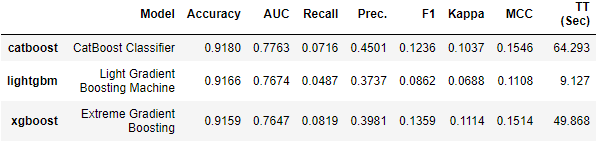 Model Accuracy AUC Recall Prec. F1 Kappa MCC TT (Sec)
catboost CatBoost Classifier 0.9180 0.7763 0.0716 0.4501 0.1236 0.1037 0.1546 64.293
lightgbm Light Gradient Boosting Machine 0.9166 0.7674 0.0487 0.3737 0.0862 0.0688 0.1108 9.127
xgboost Extreme Gradient Boosting 0.9159 0.7647 0.0819 0.3981 0.1359 0.1114 0.1514 49.868